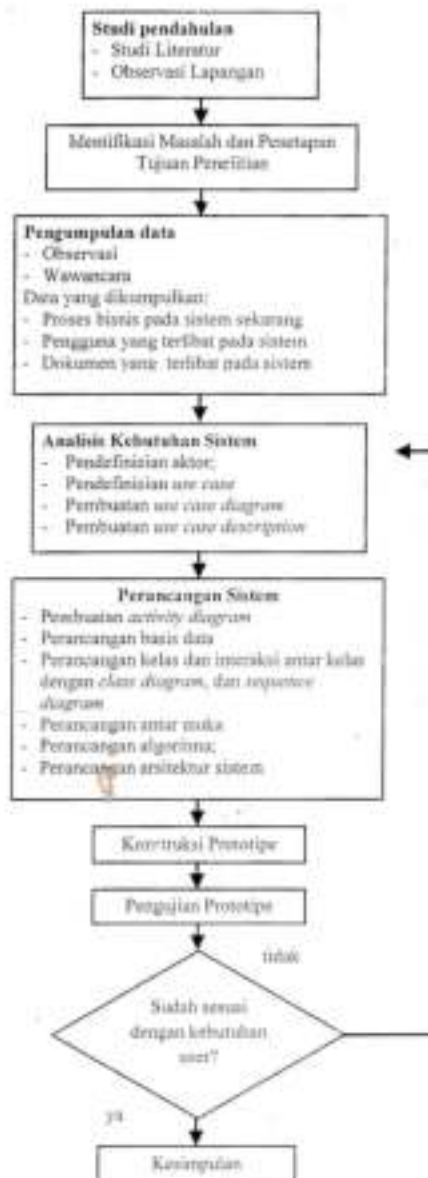 Studi pendahulan
- Studi Literatur
- Observasi Lapangan
Identifikasi Masalah dan Penetapan
Tujuan Penelitian
Pengumpulan data
- Observasi
- Wawancara
Data yang dikumpulkan:
- Proses bisnis pada sistem sekarang
- Pengguna yang terlibat pada sistem
- Dokumen yang terlibat pada sistem
Analisis Kebutuhan Sistem
- Pendefinisian aktor;
- Pendefinisian use case
- Pembuatan use case diagram
- Pembuatan use case description
Perancangan Sistem
- Pembuatan activity diagram
- Perancangan basis data
- Perancangan kelas dan interaksi antar kelas
dengan class diagram, dan sequence
diagram
- Perancangan antar muka
- Perancangan algoritma;
- Perancangan arsitektur sistem
Konstruksi Prototipe
Pengujian Prototipe
tidak
Sudah sesuai
dengan kebutuhan
user?
ya
Kesimpulan